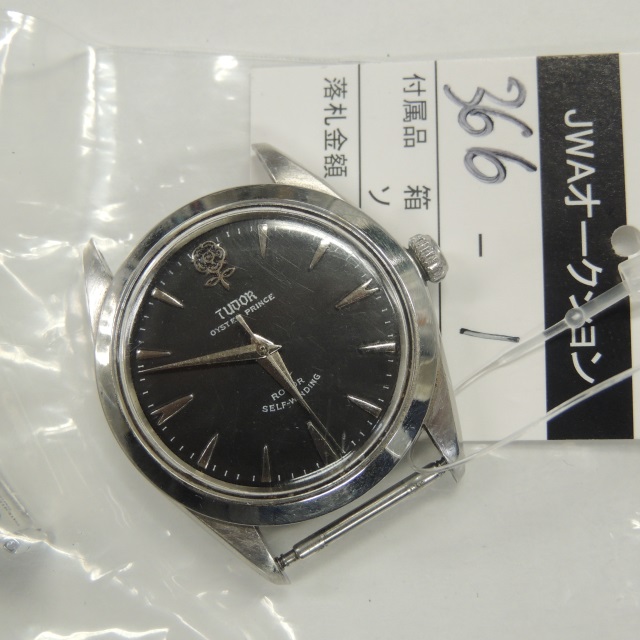 TUDOR
OYSTER PRINCE
ROTOR
SELF-WINDING
JWAオークション
366 - 1
付属品 箱 ソ
落札金額